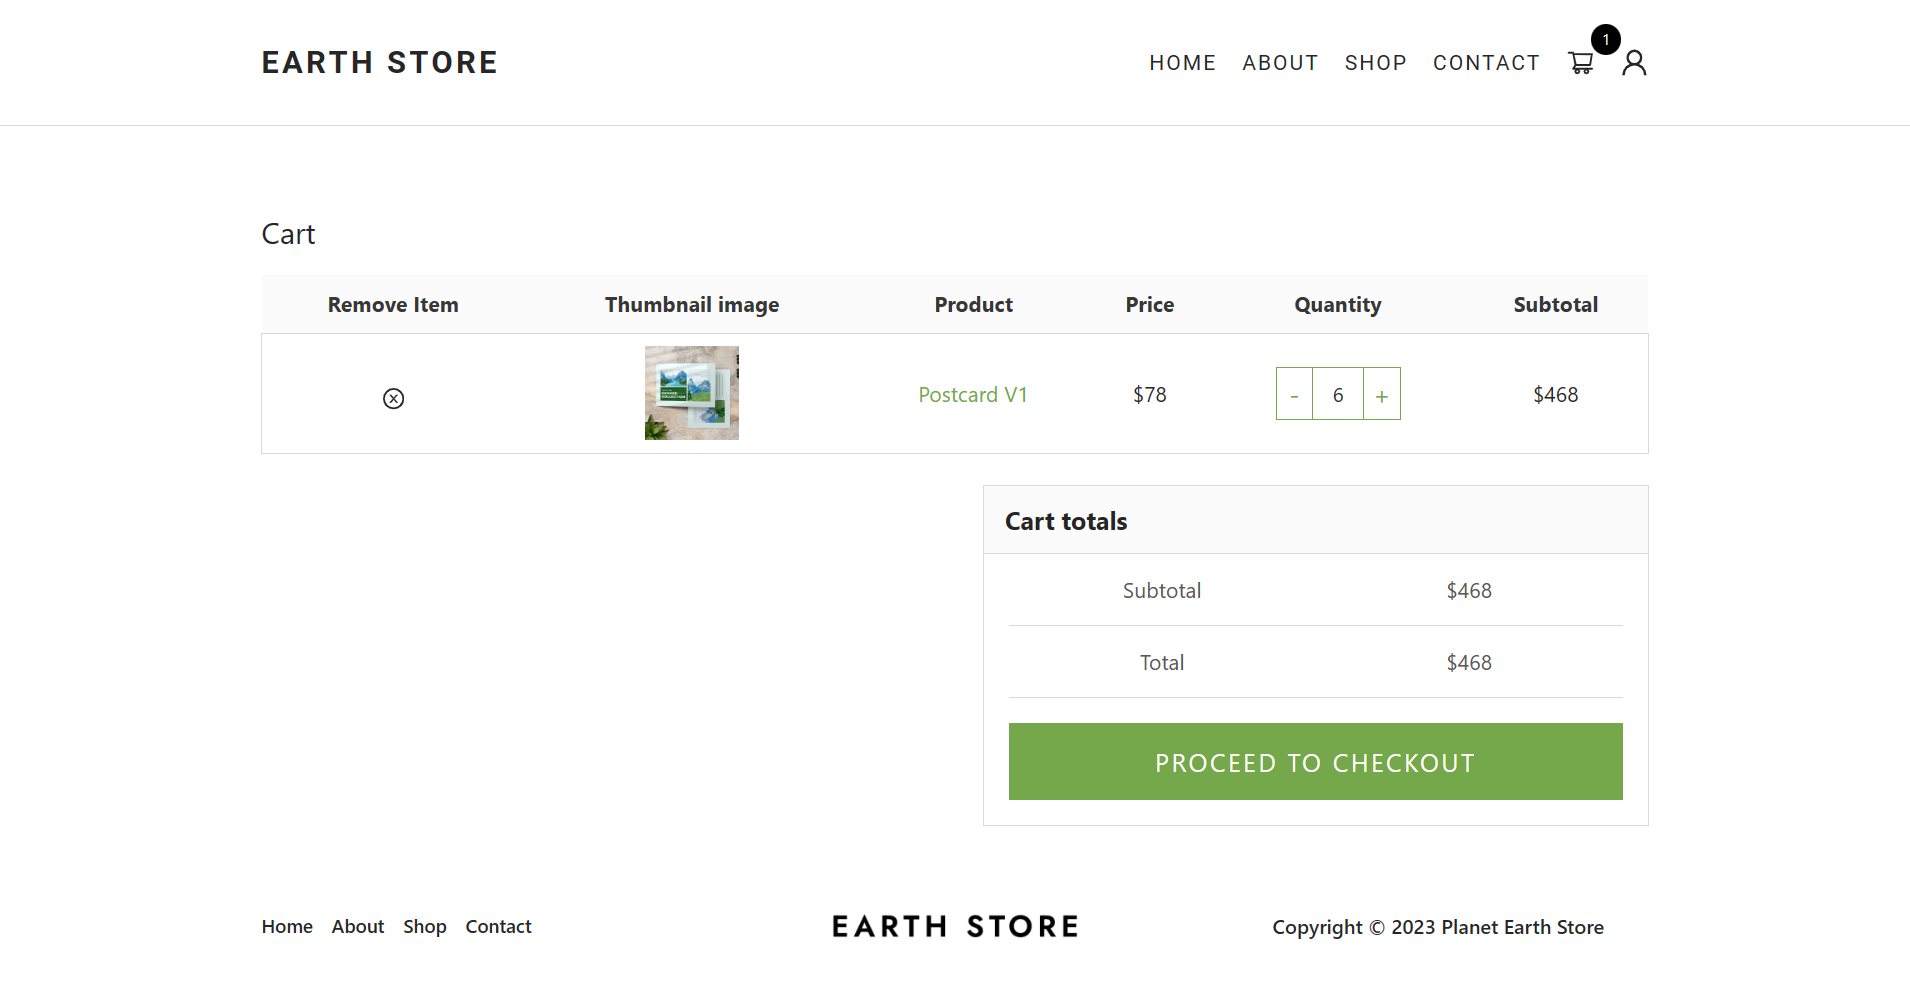 EARTH STORE
HOME ABOUT SHOP CONTACT 1
Cart
Remove Item Thumbnail image Product Price Quantity Subtotal
Postcard V1 $78 - 6 + $468
Cart totals
Subtotal $468
Total $468
PROCEED TO CHECKOUT
Home About Shop Contact
EARTH STORE
Copyright © 2023 Planet Earth Store